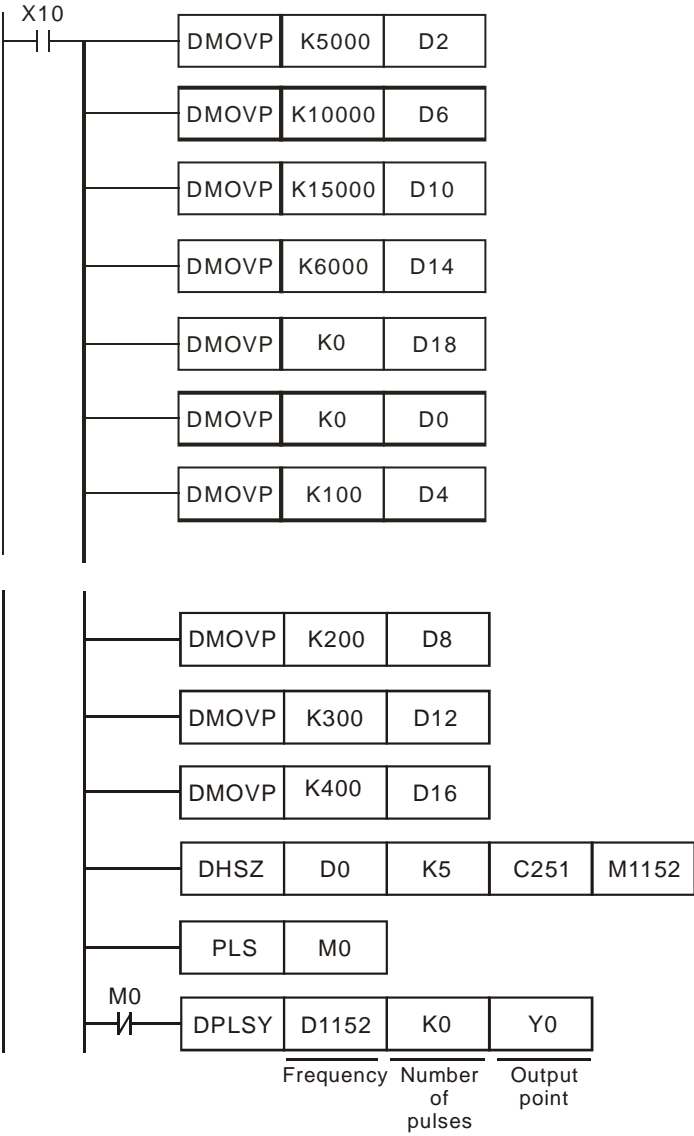 X10
DMOVP K5000 D2
DMOVP K10000 D6
DMOVP K15000 D10
DMOVP K6000 D14
DMOVP K0 D18
DMOVP K0 D0
DMOVP K100 D4
DMOVP K200 D8
DMOVP K300 D12
DMOVP K400 D16
DHSZ D0 K5 C251 M1152
PLS M0
M0
DPLSY D1152 K0 Y0
Frequency Number of pulses Output point